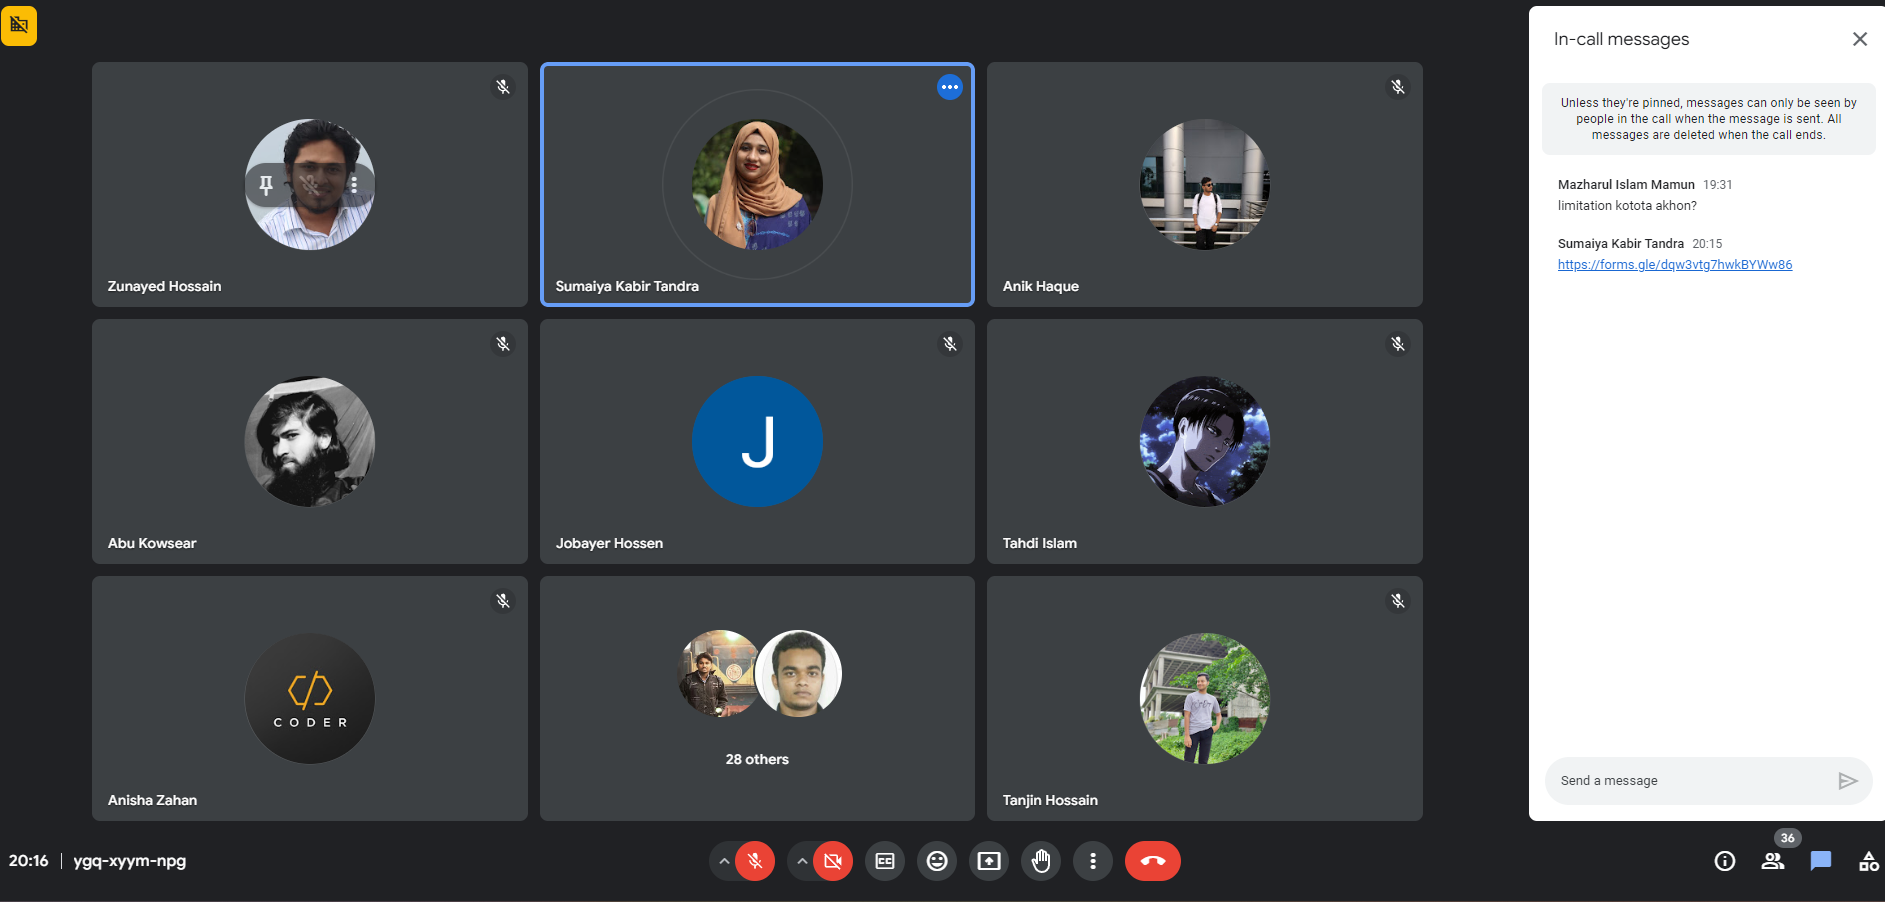 In-call messages
Unless they're pinned, messages can only be seen by
people in the call when the message is sent. All
messages are deleted when the call ends.
Mazharul Islam Mamun 19:31
limitation kotota akhon?
Sumaiya Kabir Tandra 20:15
https://forms.gle/dqw3vtg7hwkBYWw86
Send a message
Zunayed Hossain
Sumaiya Kabir Tandra
Anik Haque
Abu Kowsear
J
Jobayer Hossen
Tahdi Islam
CODER
Anisha Zahan
28 others
Tanjin Hossain
20:16 | ygq-xyym-npg
CC
36